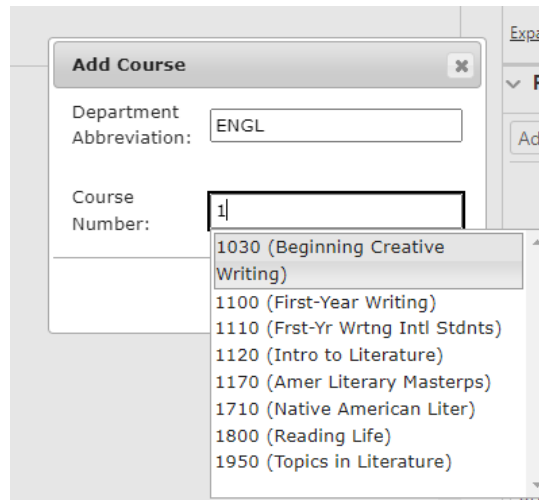 Expa
Add Course
F
Department
Abbreviation:
ENGL
Ad
Course
Number:
1
1030 (Beginning Creative
Writing)
1100 (First-Year Writing)
1110 (Frst-Yr Wrtng Intl Stdnts)
1120 (Intro to Literature)
1170 (Amer Literary Masterps)
1710 (Native American Liter)
1800 (Reading Life)
1950 (Topics in Literature)